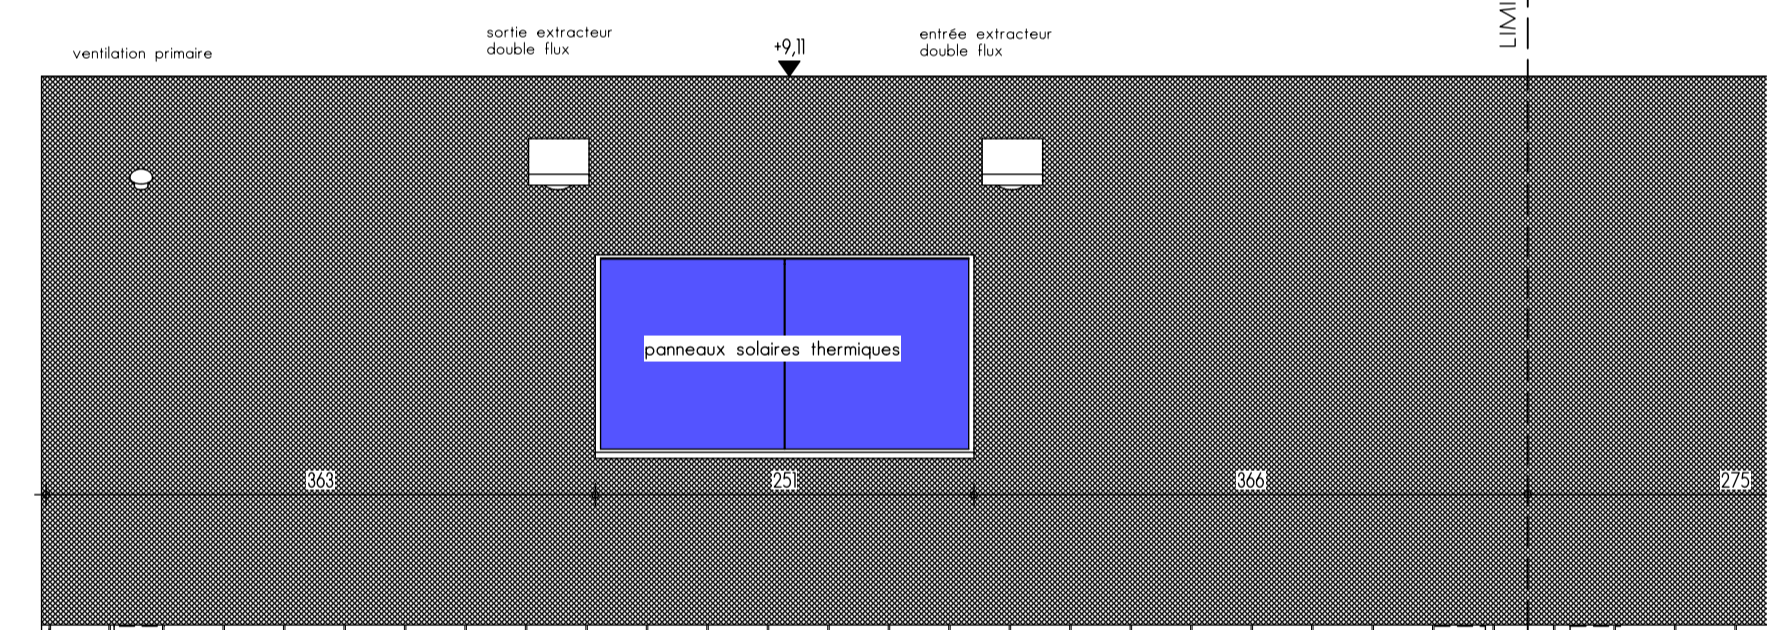 ventilation primaire
sortie extracteur
double flux
+9,11
entrée extracteur
double flux
LIMI
panneaux solaires thermiques
363
251
366
275